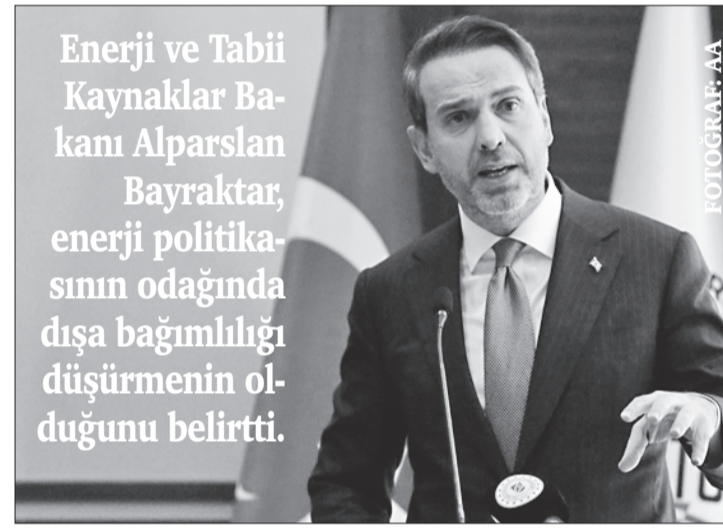 Enerji ve Tabii
Kaynaklar Ba-
kanı Alparslan
Bayraktar,
enerji politika-
sının odağında
dışa bağımlılığı
düşürmenin ol-
duğunu belirtti.
FOTOĞRAF: AA